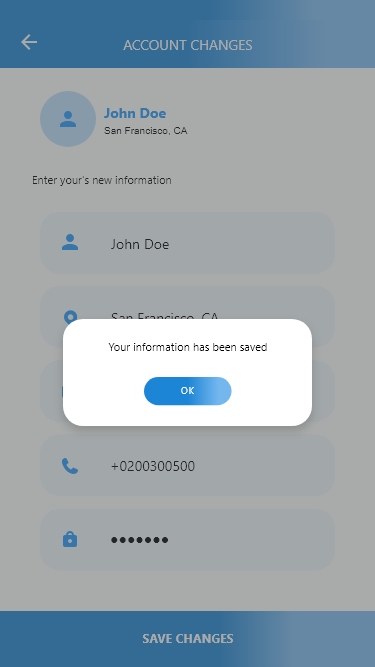 ACCOUNT CHANGES
John Doe
San Francisco, CA
Enter your's new information
John Doe
San Francisco, CA
Your information has been saved
OK
+0200300500
●●●●●●●
SAVE CHANGES